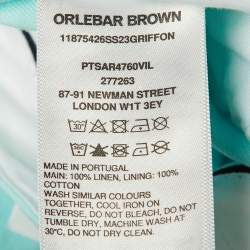 ORLEBAR BROWN
11875426SS23GRIFFON
PTSAR4760VIL
277263
87-91 NEWMAN STREET
LONDON W1T 3EY
30
MADE IN PORTUGAL
MAIN: 100% LINEN, LINING: 100%
COTTON
WASH SIMILAR COLOURS
TOGETHER, COOL IRON ON
REVERSE, DO NOT BLEACH, DO NOT
TUMBLE DRY, MACHINE WASH AT
30°C, DO NOT DRY CLEAN.